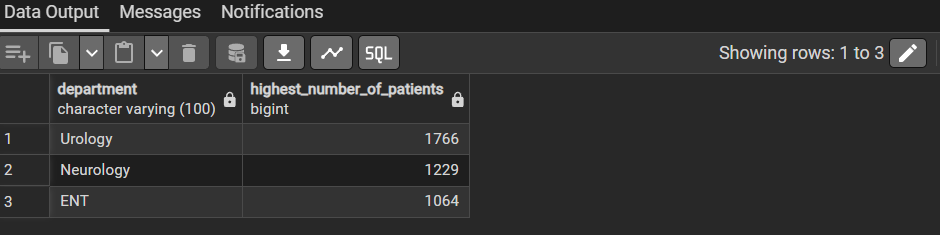 Data Output Messages Notifications
SQL Showing rows: 1 to 3
department highest_number_of_patients
character varying (100) bigint
1 Urology 1766
2 Neurology 1229
3 ENT 1064